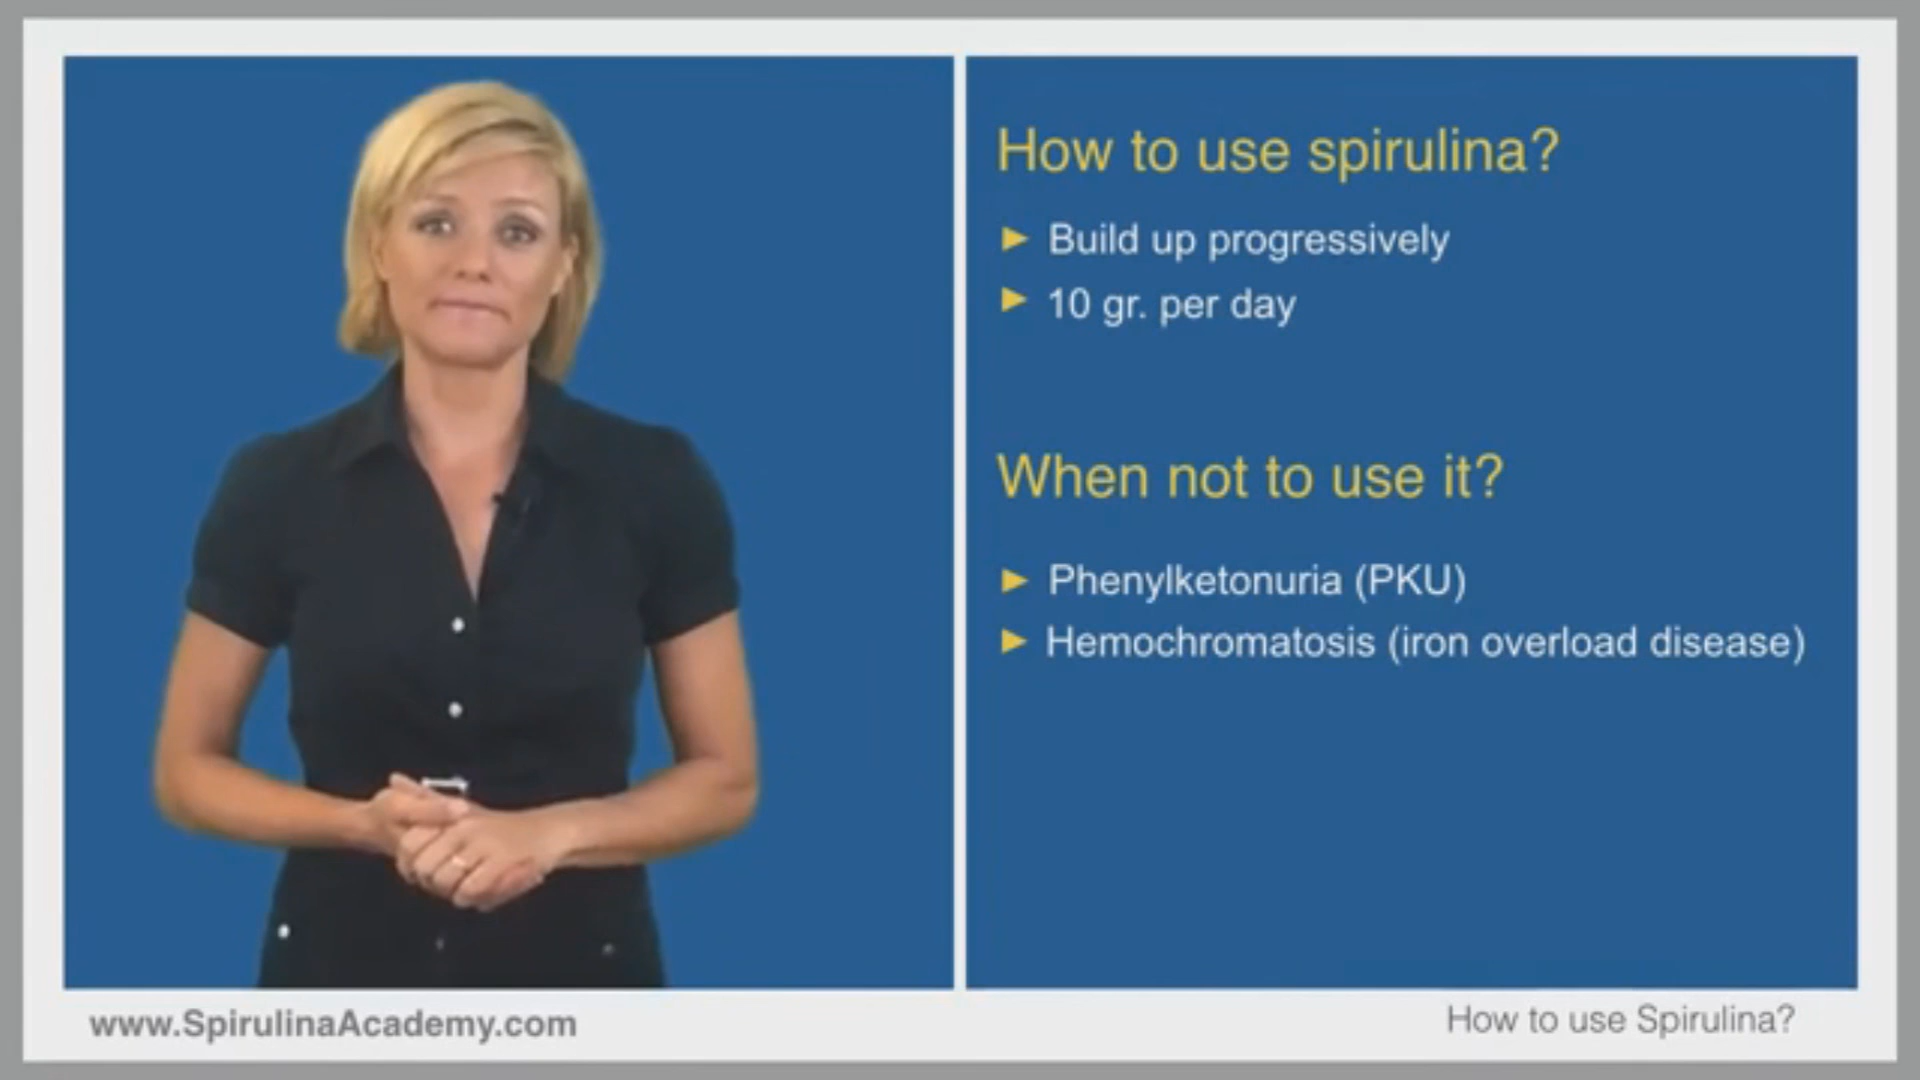 How to use spirulina?
► Build up progressively
► 10 gr. per day
When not to use it?
► Phenylketonuria (PKU)
► Hemochromatosis (iron overload disease)
www.SpirulinaAcademy.com
How to use Spirulina?